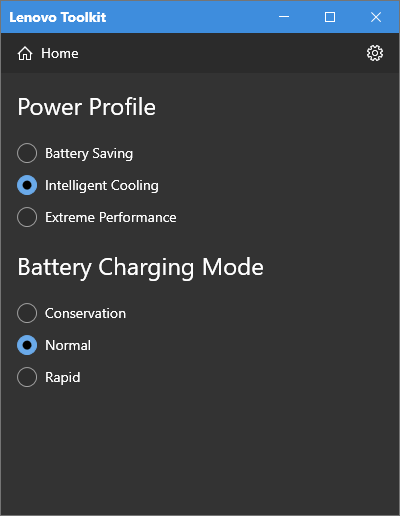 Lenovo Toolkit
Home
Power Profile
Battery Saving
Intelligent Cooling
Extreme Performance
Battery Charging Mode
Conservation
Normal
Rapid